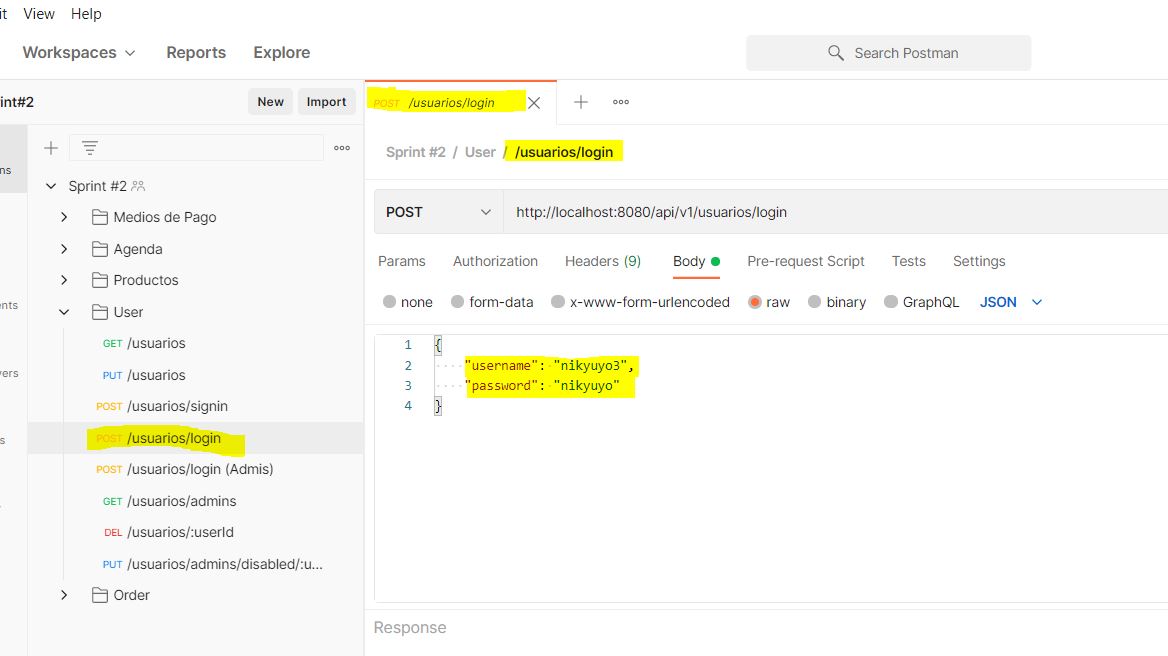 it View Help
Workspaces Reports Explore
Search Postman
int#2 New Import
ns
ents
vers
s
Sprint #2
Medios de Pago
Agenda
Productos
User
GET /usuarios
PUT /usuarios
POST /usuarios/signin
POST /usuarios/login
POST /usuarios/login (Admis)
GET /usuarios/admins
DEL /usuarios/:userId
PUT /usuarios/admins/disabled/:u...
Order
POST /usuarios/login
Sprint #2 / User / /usuarios/login
POST http://localhost:8080/api/v1/usuarios/login
Params Authorization Headers (9) Body Pre-request Script Tests Settings
none form-data x-www-form-urlencoded raw binary GraphQL JSON
1 {
2 "username": "nikyuyo3",
3 "password": "nikyuyo"
4 }
Response